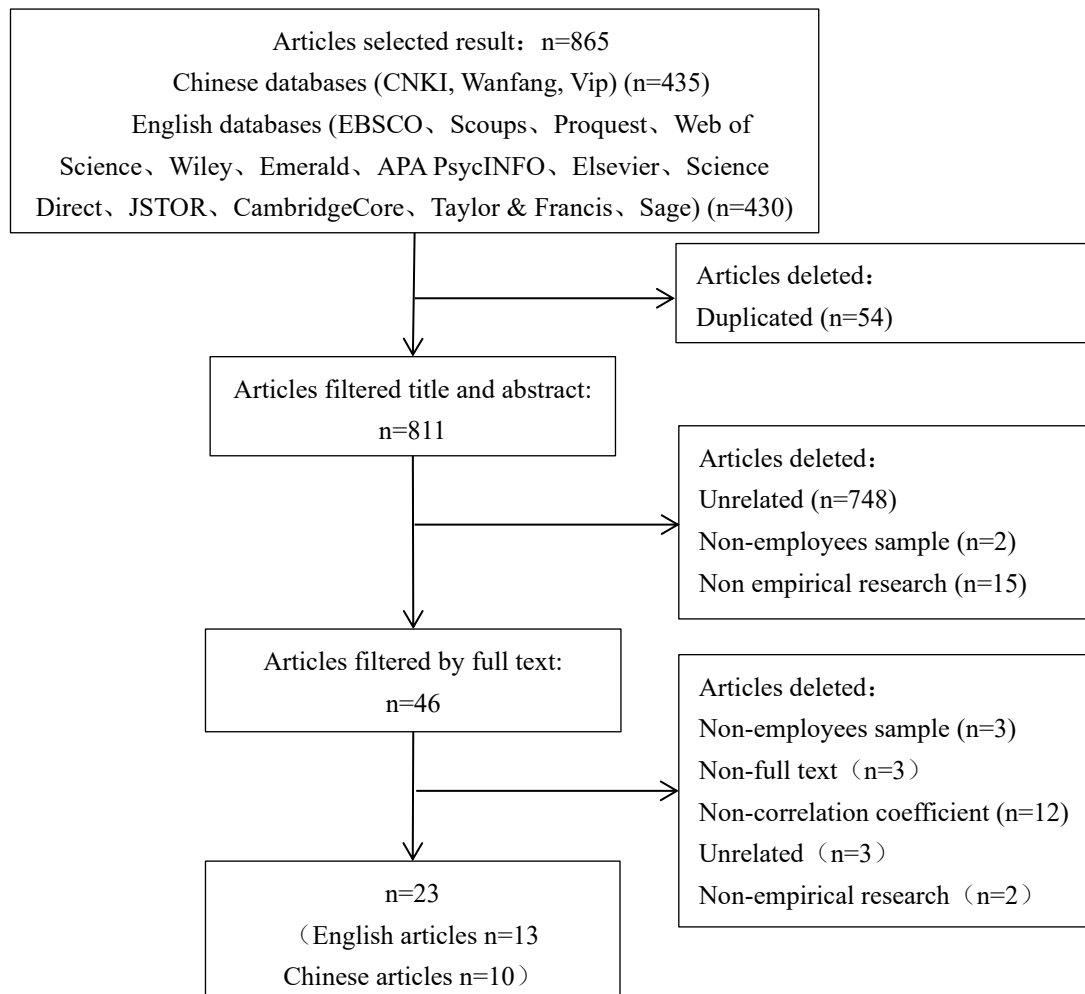 Articles selected result：n=865
Chinese databases (CNKI, Wanfang, Vip) (n=435)
English databases (EBSCO、Scoups、Proquest、Web of
Science、Wiley、Emerald、APA PsycINFO、Elsevier、Science
Direct、JSTOR、CambridgeCore、Taylor & Francis、Sage) (n=430)
Articles deleted：
Duplicated (n=54)
Articles filtered title and abstract:
n=811
Articles deleted：
Unrelated (n=748)
Non-employees sample (n=2)
Non empirical research (n=15)
Articles filtered by full text:
n=46
Articles deleted：
Non-employees sample (n=3)
Non-full text（n=3）
Non-correlation coefficient (n=12)
Unrelated（n=3）
Non-empirical research（n=2）
n=23
（English articles n=13
Chinese articles n=10）